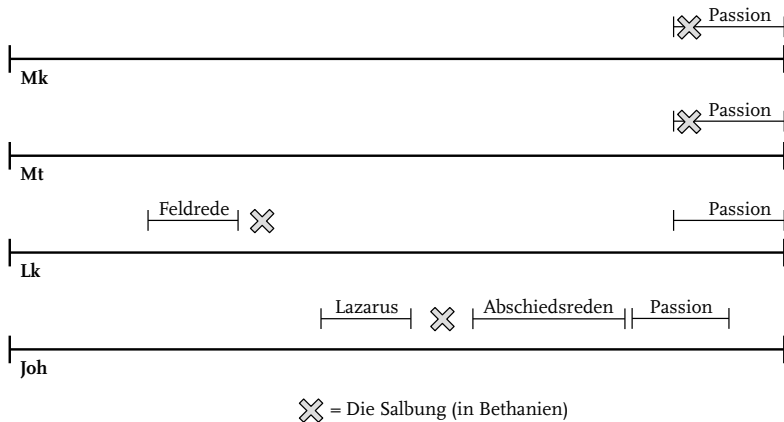 Passion
Mk
Passion
Mt
Feldrede Passion
Lk
Lazarus Abschiedsreden Passion
Joh
= Die Salbung (in Bethanien)